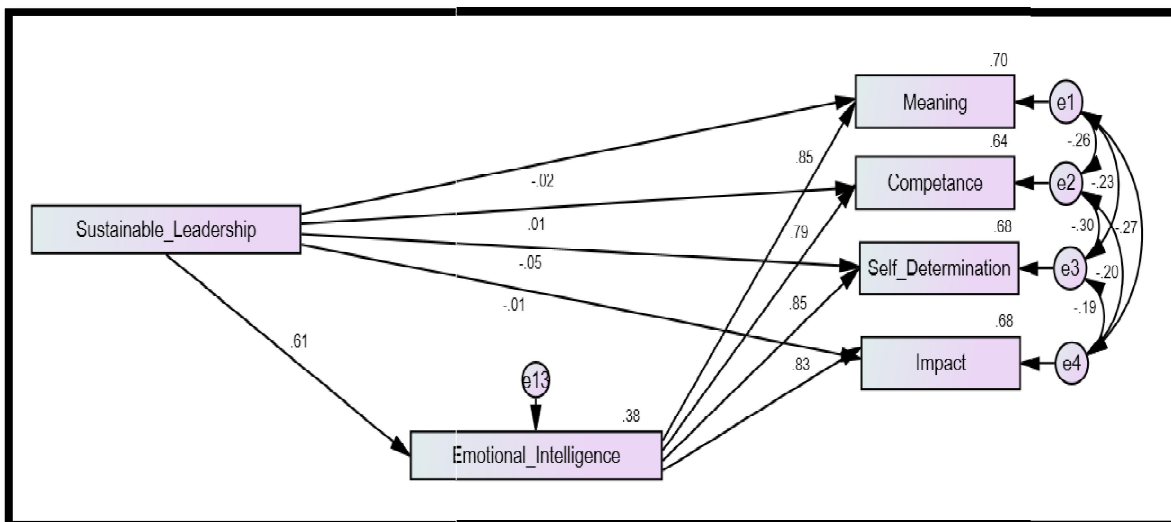 .70
Meaning
e1
.85
-.26
-.02
.64
Competance
e2
-.23
.01
.79
-.30
-.27
Sustainable_Leadership
.68
-.05
Self_Determination
e3
-.20
-.01
.85
-.19
.68
.61
.83
Impact
e4
e13
.38
Emotional_Intelligence